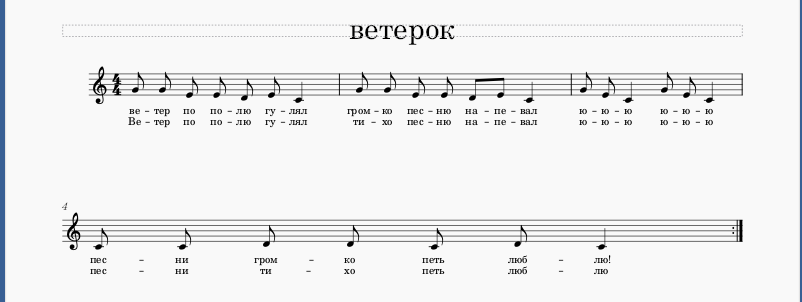 ветерок
4
4
ве – тер по по – лю гу – лял гром – ко пес – ню на – пе – вал ю – ю – ю ю – ю – ю
Ве – тер по по – лю гу – лял ти – хо пес – ню на – пе – вал ю – ю – ю ю – ю – ю
4
пес – ни гром – ко петь люб – лю!
пес – ни ти – хо петь люб – лю